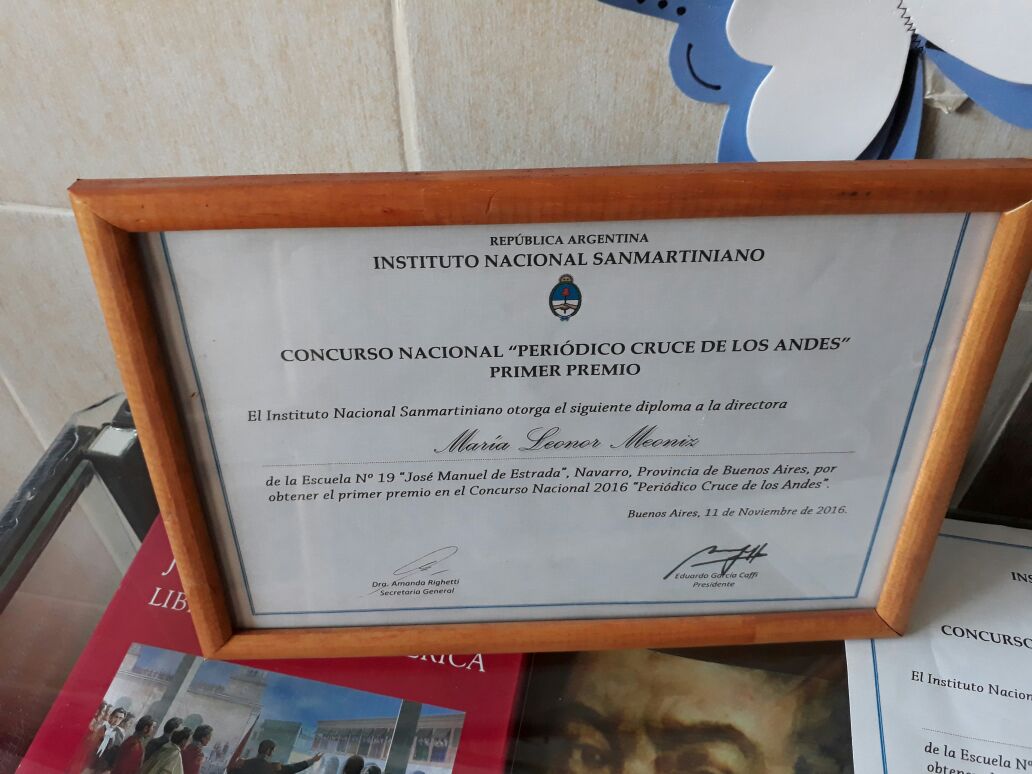 REPÚBLICA ARGENTINA
INSTITUTO NACIONAL SANMARTINIANO
CONCURSO NACIONAL “PERIÓDICO CRUCE DE LOS ANDES”
PRIMER PREMIO
El Instituto Nacional Sanmartiniano otorga el siguiente diploma a la directora
María Leonor Meoniz
de la Escuela Nº 19 “José Manuel de Estrada”, Navarro, Provincia de Buenos Aires, por
obtener el primer premio en el Concurso Nacional 2016 “Periódico Cruce de los Andes”.
Buenos Aires, 11 de Noviembre de 2016.
Dra. Amanda Righetti
Secretaria General
Eduardo García Caffi
Presidente
CONCURSO
El Instituto Nacion
de la Escuela Nº